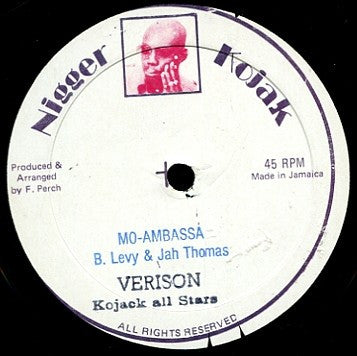 Nigger Kojak
Produced &
Arranged
by F. Perch
45 RPM
Made in Jamaica
MO-AMBASSA
B. Levy & Jah Thomas
VERISON
Kojack all Stars
ALL RIGHTS RESERVED